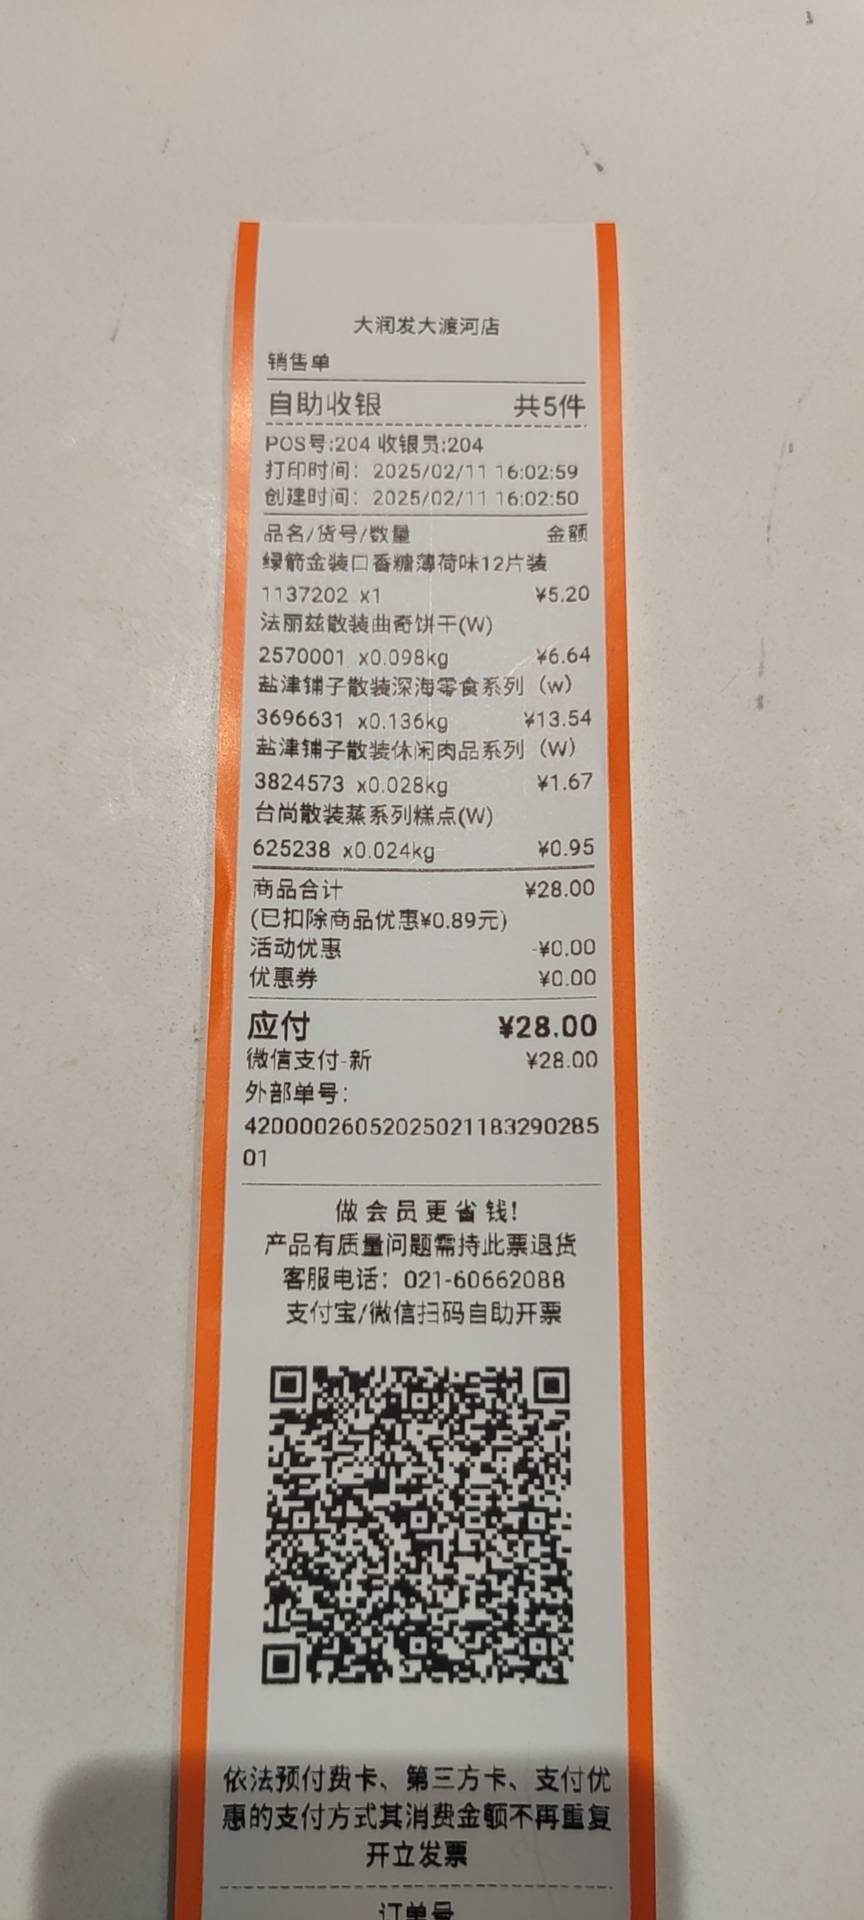 大润发大渡河店
销售单
自助收银 共5件
POS号:204 收银员:204
打印时间：2025/02/11 16:02:59
创建时间：2025/02/11 16:02:50
品名/货号/数量 金额
绿箭金装口香糖薄荷味12片装
1137202 x1 ¥5.20
法丽兹散装曲奇饼干(W)
2570001 x0.098kg ¥6.64
盐津铺子散装深海零食系列（w）
3696631 x0.136kg ¥13.54
盐津铺子散装休闲肉品系列（W）
3824573 x0.028kg ¥1.67
台尚散装蒸系列糕点(W)
625238 x0.024kg ¥0.95
商品合计 ¥28.00
(已扣除商品优惠¥0.89元)
活动优惠 -¥0.00
优惠券 ¥0.00
应付 ¥28.00
微信支付-新 ¥28.00
外部单号：
42000026052025021183290285
01
做会员更省钱!
产品有质量问题需持此票退货
客服电话：021-60662088
支付宝/微信扫码自助开票
依法预付费卡、第三方卡、支付优
惠的支付方式其消费金额不再重复
开立发票
订单号